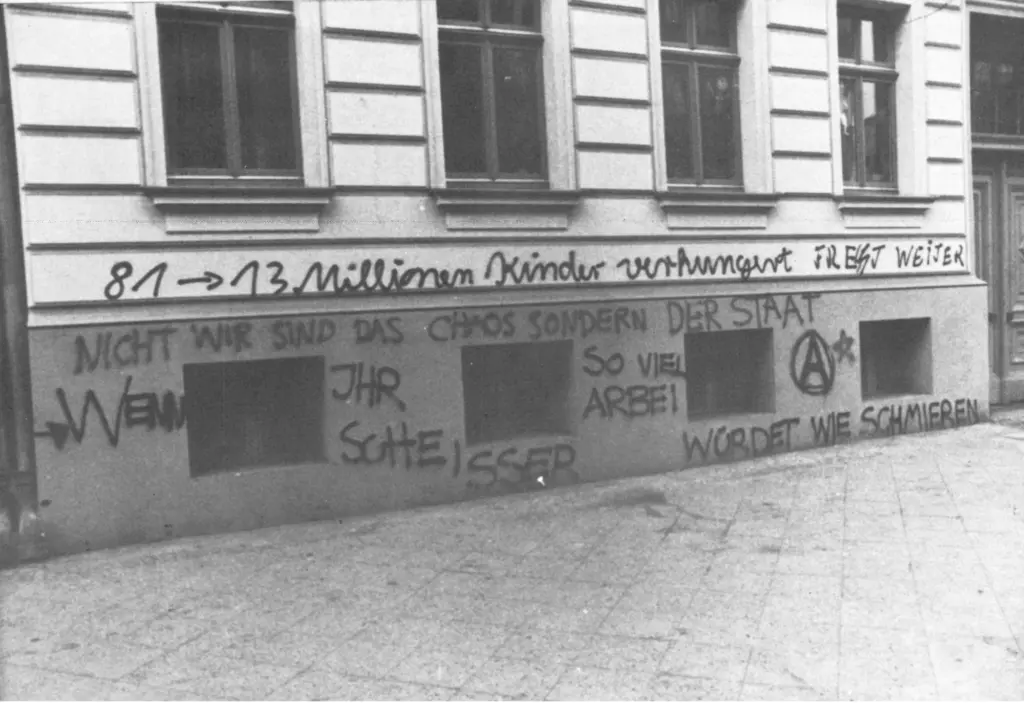 81 → 13 Millionen Kinder verhungert FRESST WEITER
NICHT WIR SIND DAS CHAOS SONDERN DER STAAT
→ WENN IHR
SCHEISSER
SO VIEL
ARBEI
Ⓐ
WÜRDET WIE SCHMIEREN